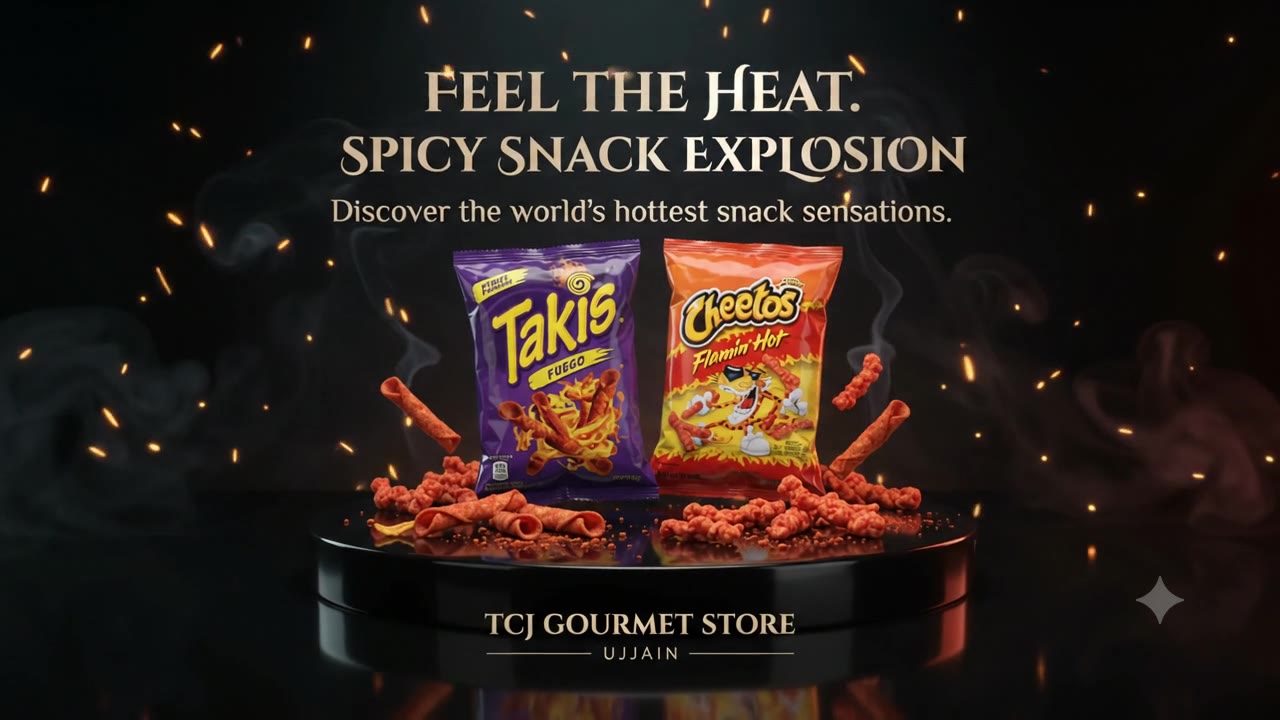 FEEL THE HEAT.
SPICY SNACK EXPLOSION
Discover the world's hottest snack sensations.
Takis
FUEGO
Cheetos
Flamin' Hot
TCJ GOURMET STORE
UJJAIN